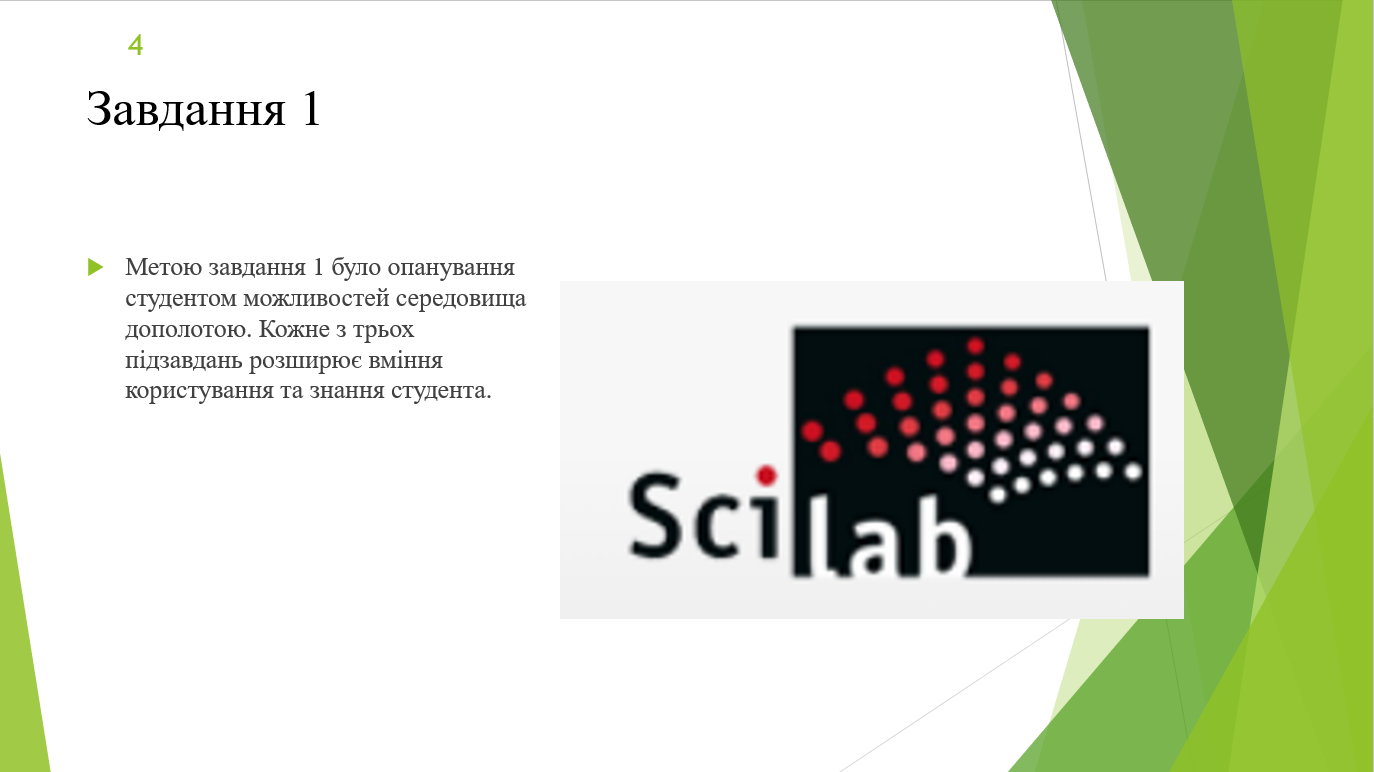 4
Завдання 1
Метою завдання 1 було опанування
студентом можливостей середовища
дополотою. Кожне з трьох
підзавдань розширює вміння
користування та знання студента.
Scilab